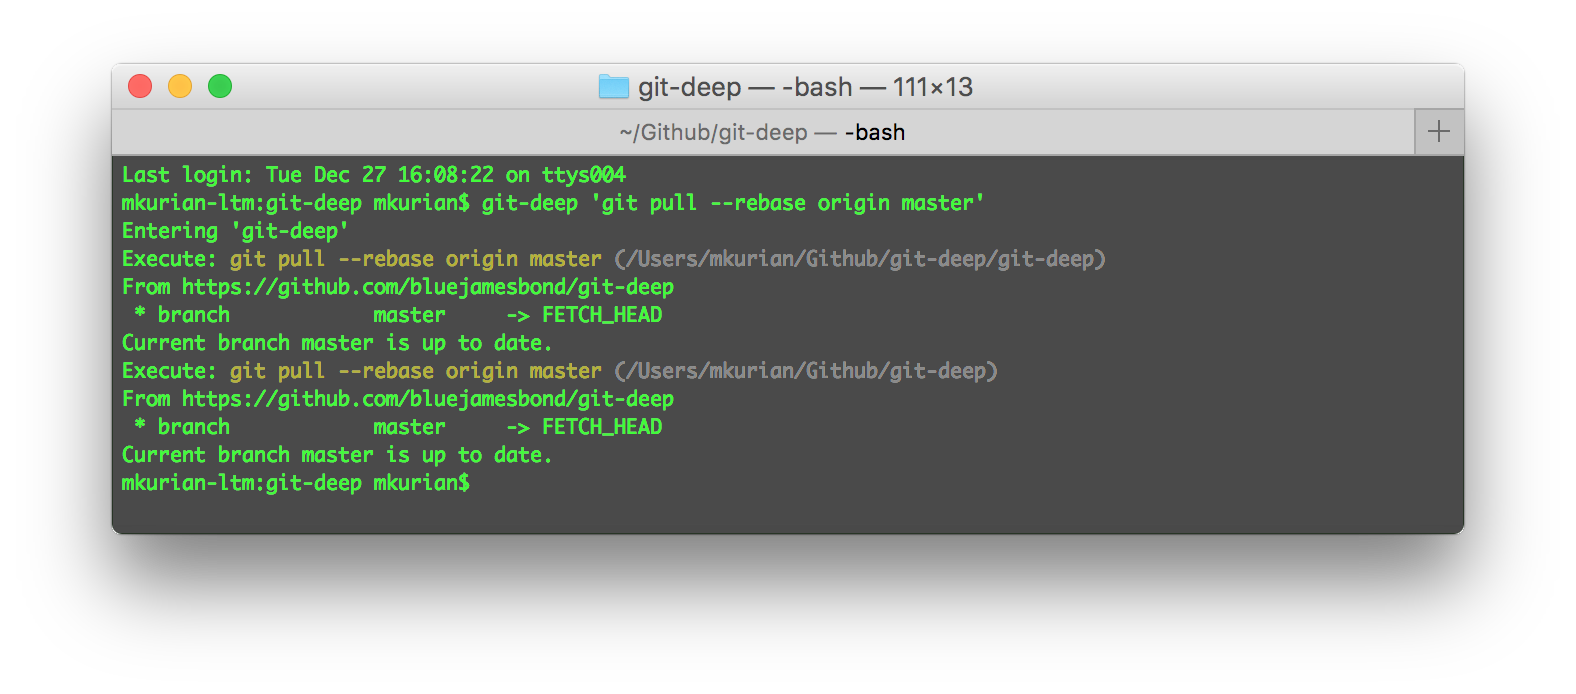 git-deep — -bash — 111×13
~/Github/git-deep — -bash
Last login: Tue Dec 27 16:08:22 on ttys004
mkurian-ltm:git-deep mkurian$ git-deep 'git pull --rebase origin master'
Entering 'git-deep'
Execute: git pull --rebase origin master (/Users/mkurian/Github/git-deep/git-deep)
From https://github.com/bluejamesbond/git-deep
 * branch            master     -> FETCH_HEAD
Current branch master is up to date.
Execute: git pull --rebase origin master (/Users/mkurian/Github/git-deep)
From https://github.com/bluejamesbond/git-deep
 * branch            master     -> FETCH_HEAD
Current branch master is up to date.
mkurian-ltm:git-deep mkurian$